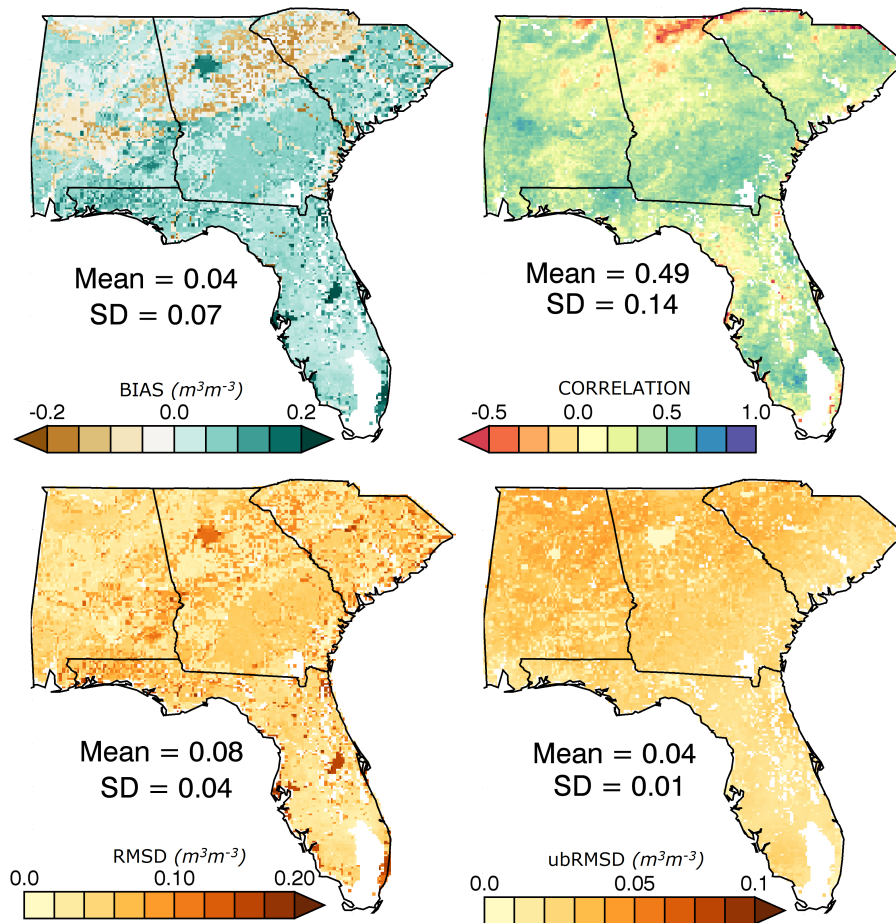 Mean = 0.04
SD = 0.07
BIAS (m³m⁻³)
-0.2 0.0 0.2
Mean = 0.49
SD = 0.14
CORRELATION
-0.5 0.0 0.5 1.0
Mean = 0.08
SD = 0.04
RMSD (m³m⁻³)
0.0 0.10 0.20
Mean = 0.04
SD = 0.01
ubRMSD (m³m⁻³)
0.0 0.05 0.1